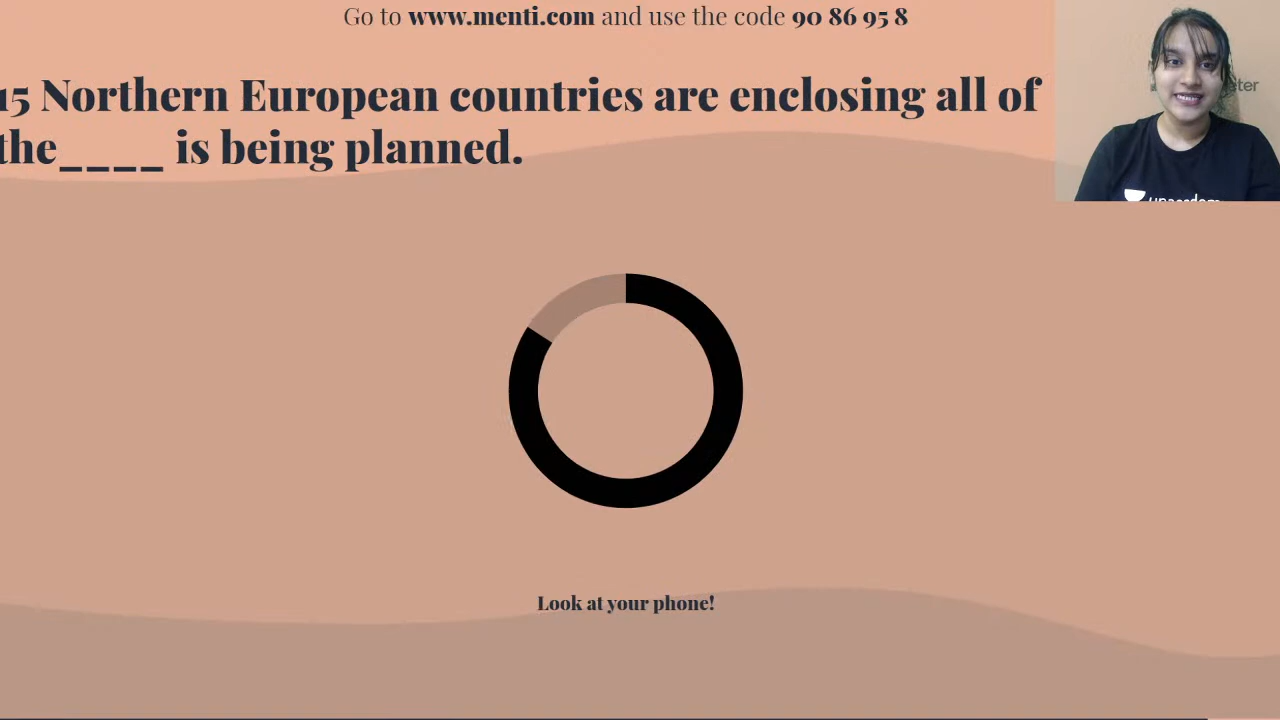 Go to www.menti.com and use the code 90 86 95 8
15 Northern European countries are enclosing all of
the____ is being planned.
Look at your phone!